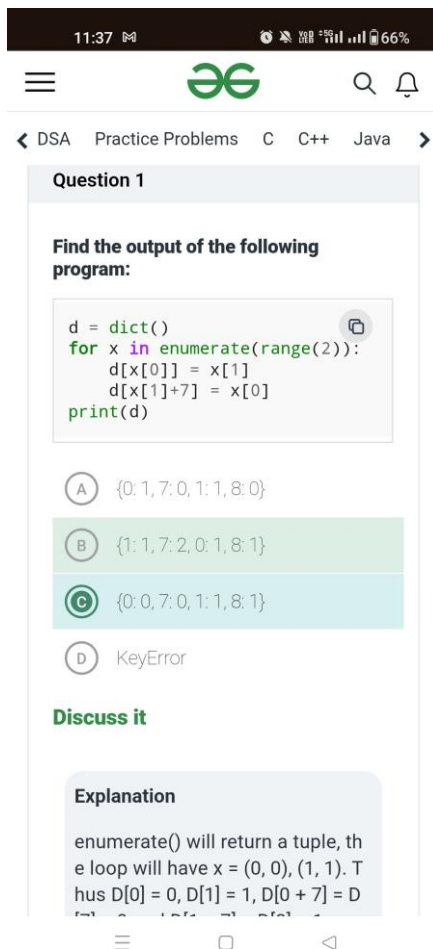 11:37
66%
DSA Practice Problems C C++ Java
Question 1
Find the output of the following
program:
d = dict()
for x in enumerate(range(2)):
    d[x[0]] = x[1]
    d[x[1]+7] = x[0]
print(d)
A {0: 1, 7: 0, 1: 1, 8: 0}
B {1: 1, 7: 2, 0: 1, 8: 1}
C {0: 0, 7: 0, 1: 1, 8: 1}
D KeyError
Discuss it
Explanation
enumerate() will return a tuple, th
e loop will have x = (0, 0), (1, 1). T
hus D[0] = 0, D[1] = 1, D[0 + 7] = D